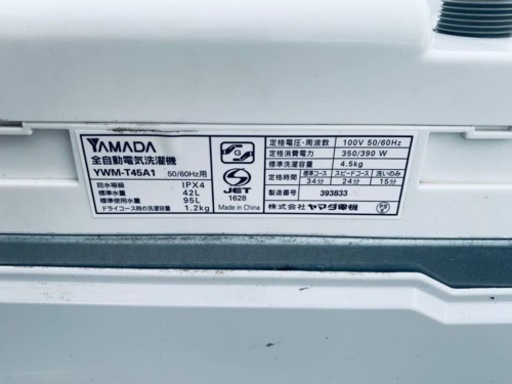 YAMADA
全自動電気洗濯機
YWM-T45A1 50/60Hz用
防水等級 IPX4
標準水量 42L
標準使用水量 95L
ドライコース時の洗濯容量 1.2kg
S
JET
1628
Made in China
定格電圧・周波数 100V 50/60Hz
定格消費電力 350/390 W
標準洗濯容量 4.5kg
標準コース スピードコース 洗いのみ
目安時間 34分 24分 15分
製造番号 393833
株式会社 ヤマダ電機
PS
E